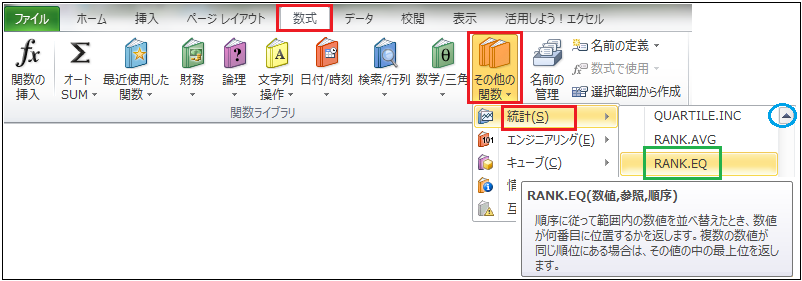 ファイル ホーム 挿入 ページ レイアウト 数式 データ 校閲 表示 活用しよう！エクセル
fx 関数の挿入
Σ オート SUM
最近使用した関数
財務
論理
文字列操作
日付/時刻
検索/行列
数学/三角
その他の関数
名前の管理
名前の定義
数式で使用
選択範囲から作成
関数ライブラリ
統計(S)
エンジニアリング(E)
キューブ(C)
情
互
QUARTILE.INC
RANK.AVG
RANK.EQ
RANK.EQ(数値,参照,順序)
順序に従って範囲内の数値を並べ替えたとき、数値
が何番目に位置するかを返します。複数の数値が
同じ順位にある場合は、その値の中の最上位を返し
ます。